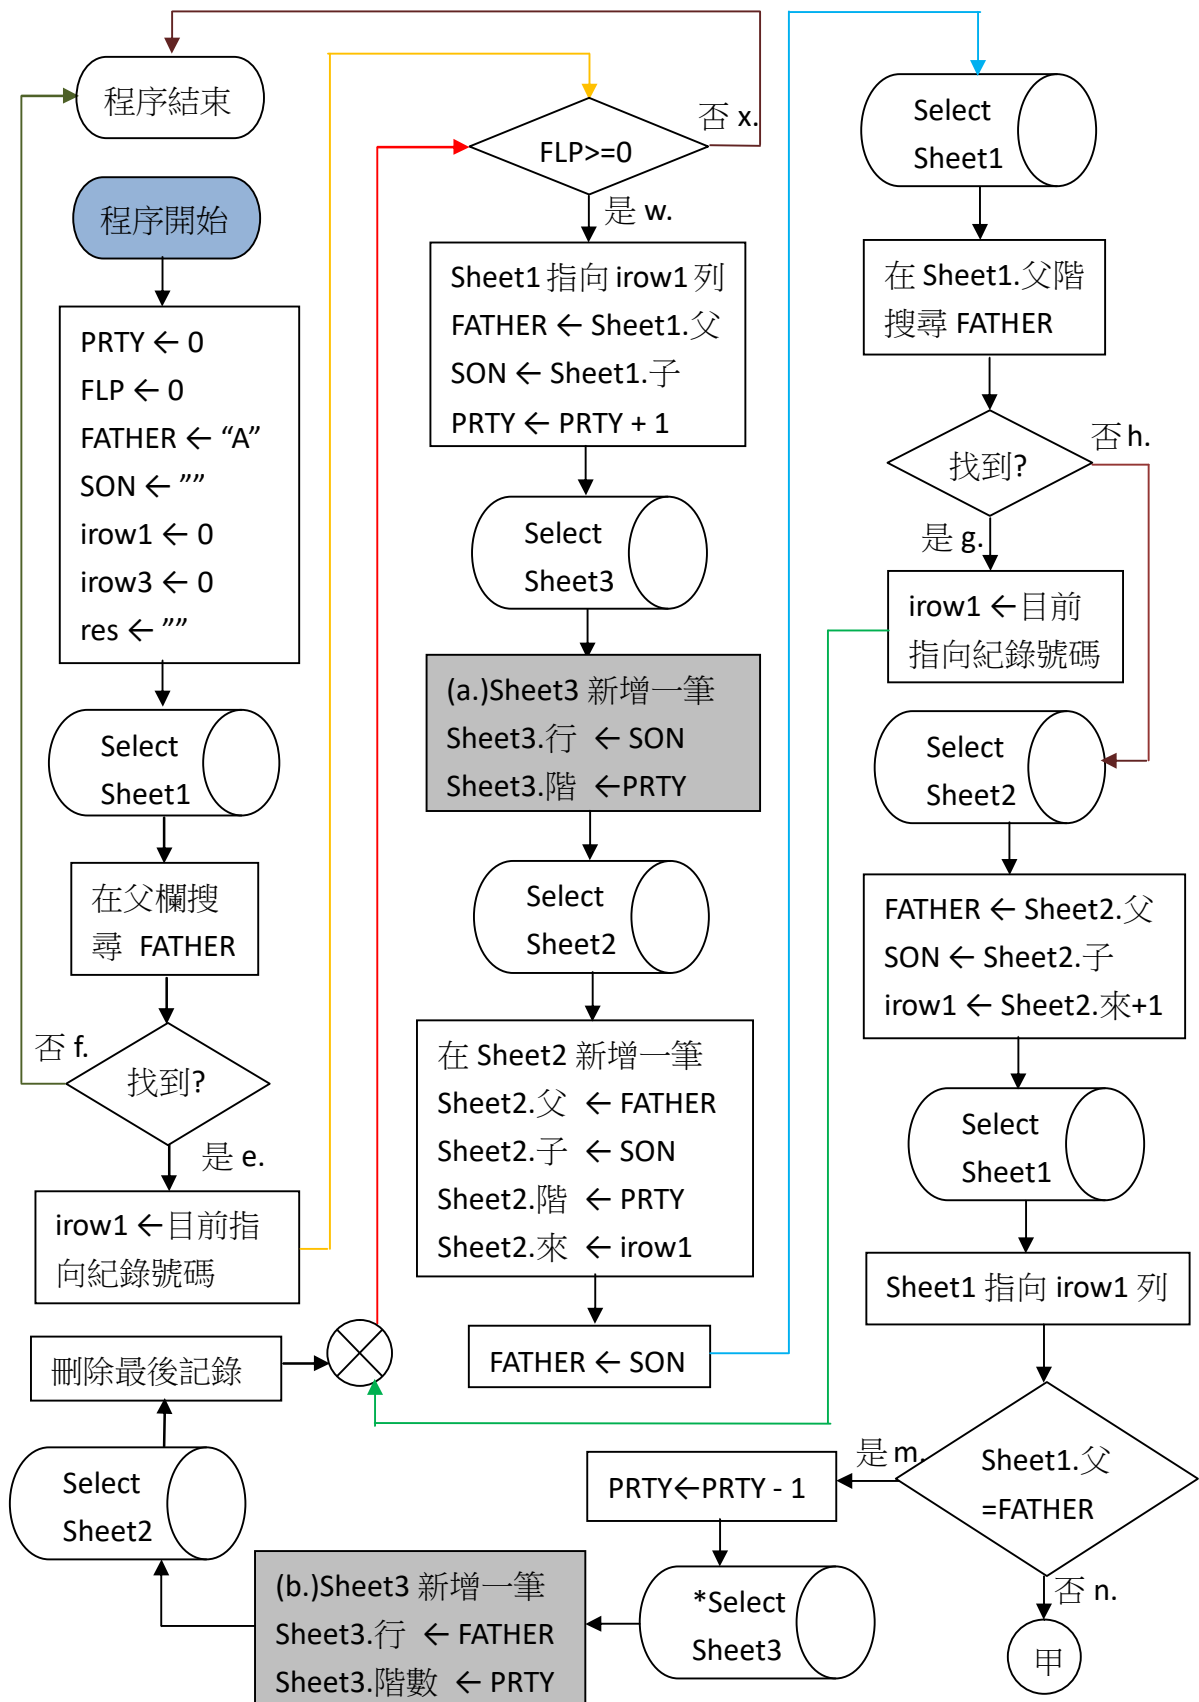 程序結束
程序開始
PRTY ← 0
FLP ← 0
FATHER ← “A”
SON ← ””
irow1 ← 0
irow3 ← 0
res ← ””
Select
Sheet1
在父欄搜
尋 FATHER
否 f.
找到?
是 e.
irow1 ←目前指
向紀錄號碼
刪除最後記錄
Select
Sheet2
FLP>=0
否 x.
是 w.
Sheet1 指向 irow1 列
FATHER ← Sheet1.父
SON ← Sheet1.子
PRTY ← PRTY + 1
Select
Sheet3
(a.)Sheet3 新增一筆
Sheet3.行 ← SON
Sheet3.階 ←PRTY
Select
Sheet2
在 Sheet2 新增一筆
Sheet2.父 ← FATHER
Sheet2.子 ← SON
Sheet2.階 ← PRTY
Sheet2.來 ← irow1
FATHER ← SON
Select
Sheet1
在 Sheet1.父階
搜尋 FATHER
找到?
否 h.
是 g.
irow1 ←目前
指向紀錄號碼
Select
Sheet2
FATHER ← Sheet2.父
SON ← Sheet2.子
irow1 ← Sheet2.來+1
Select
Sheet1
Sheet1 指向 irow1 列
Sheet1.父
=FATHER
是 m.
否 n.
甲
PRTY←PRTY - 1
*Select
Sheet3
(b.)Sheet3 新增一筆
Sheet3.行 ← FATHER
Sheet3.階數 ← PRTY